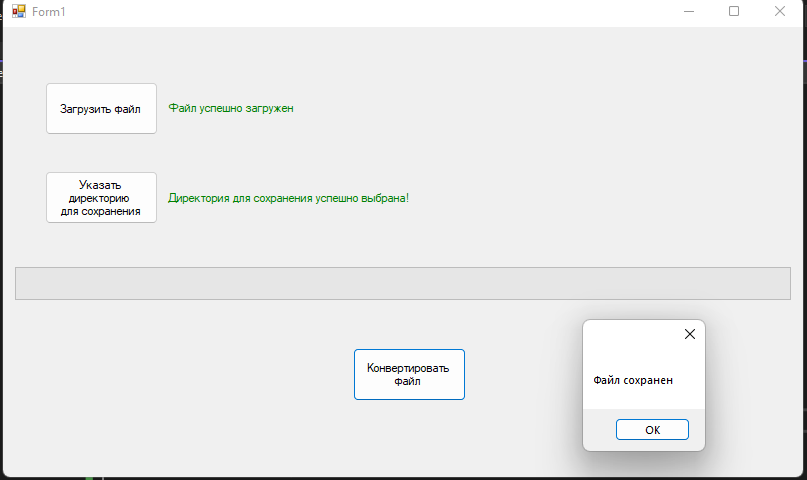 Form1
Загрузить файл
Файл успешно загружен
Указать
директорию
для сохранения
Директория для сохранения успешно выбрана!
Конвертировать
файл
Файл сохранен
OK